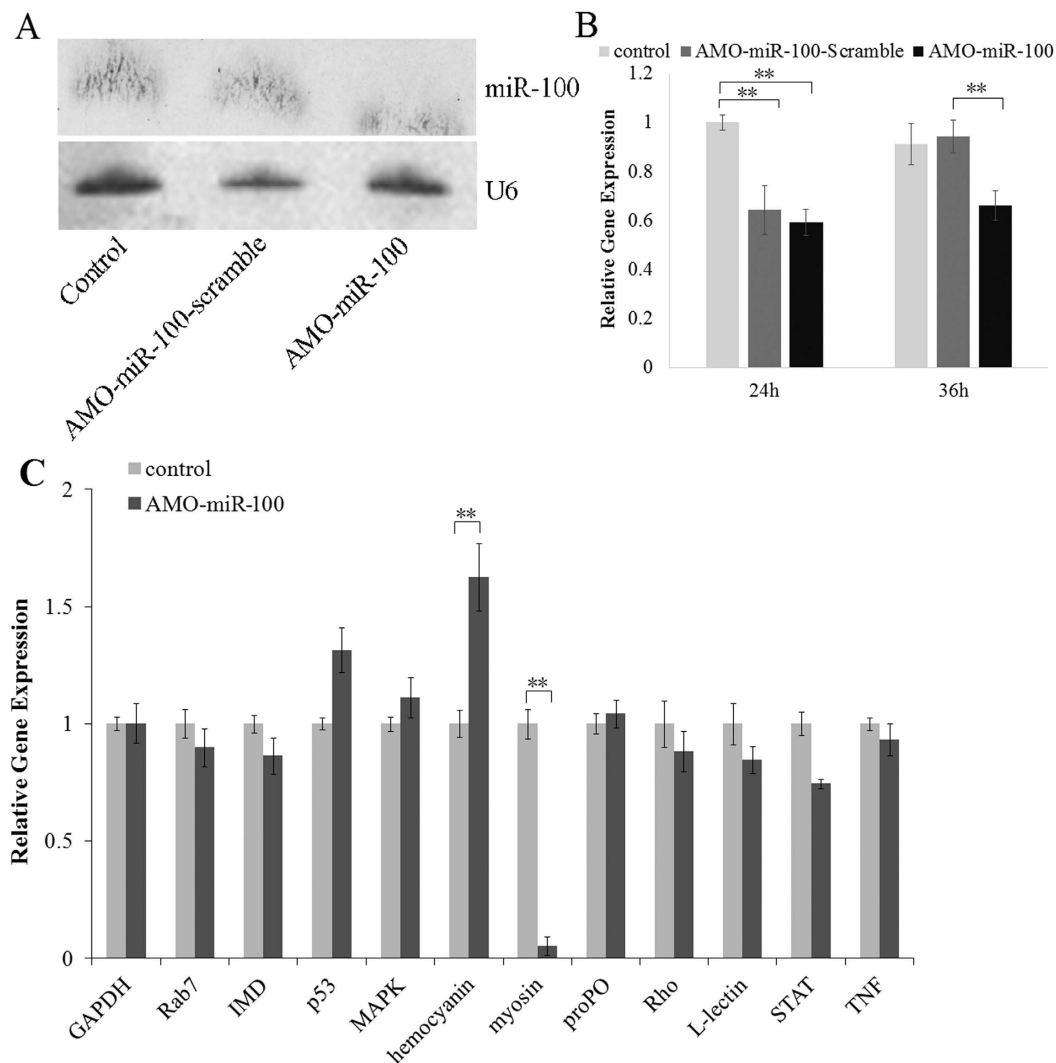 A
miR-100
U6
Control
AMO-miR-100-scramble
AMO-miR-100
B
control AMO-miR-100-Scramble AMO-miR-100
Relative Gene Expression
1.2
1
0.8
0.6
0.4
0.2
0
**
**
**
24h 36h
C
control
AMO-miR-100
Relative Gene Expression
2
1.5
1
0.5
0
**
**
GAPDH Rab7 IMD p53 MAPK hemocyanin myosin proPO Rho L-lectin STAT TNF